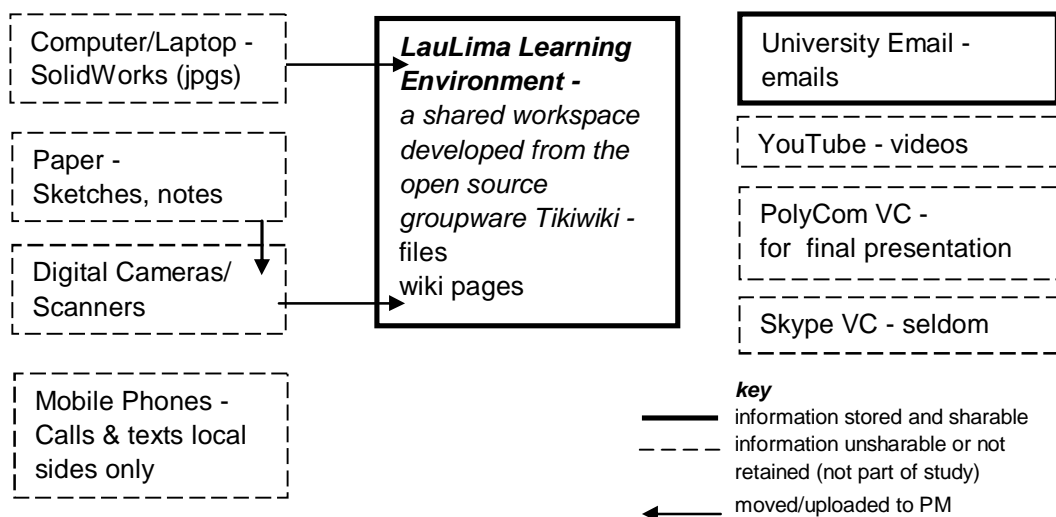 Computer/Laptop -
SolidWorks (jpgs)
Paper -
Sketches, notes
Digital Cameras/
Scanners
Mobile Phones -
Calls & texts local
sides only
LauLima Learning
Environment -
a shared workspace
developed from the
open source
groupware Tikiwiki -
files
wiki pages
University Email -
emails
YouTube - videos
PolyCom VC -
for final presentation
Skype VC - seldom
key
information stored and sharable
information unsharable or not
retained (not part of study)
moved/uploaded to PM